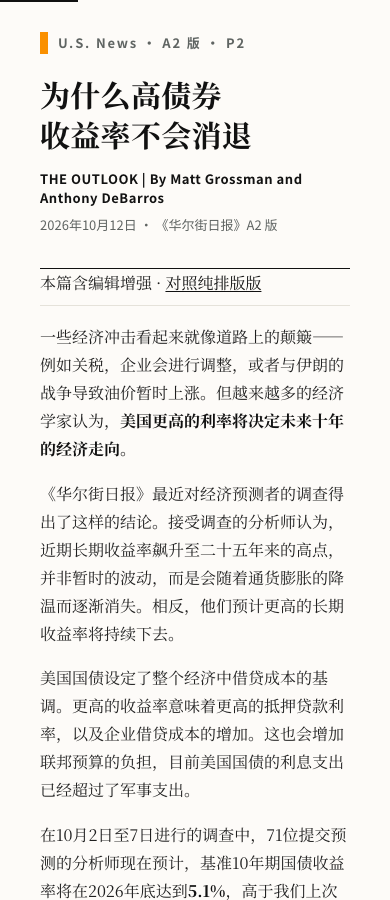 U.S. News · A2 版 · P2
为什么高债券
收益率不会消退
THE OUTLOOK | By Matt Grossman and
Anthony DeBarros
2026年10月12日 · 《华尔街日报》A2 版
本篇含编辑增强 · 对照纯排版版
一些经济冲击看起来就像道路上的颠簸——
例如关税，企业会进行调整，或者与伊朗的
战争导致油价暂时上涨。但越来越多的经济
学家认为，美国更高的利率将决定未来十年
的经济走向。
《华尔街日报》最近对经济预测者的调查得
出了这样的结论。接受调查的分析师认为，
近期长期收益率飙升至二十五年来的高点，
并非暂时的波动，而是会随着通货膨胀的降
温而逐渐消失。相反，他们预计更高的长期
收益率将持续下去。
美国国债设定了整个经济中借贷成本的基
调。更高的收益率意味着更高的抵押贷款利
率，以及企业借贷成本的增加。这也会增加
联邦预算的负担，目前美国国债的利息支出
已经超过了军事支出。
在10月2日至7日进行的调查中，71位提交预
测的分析师现在预计，基准10年期国债收益
率将在2026年底达到5.1%，高于我们上次